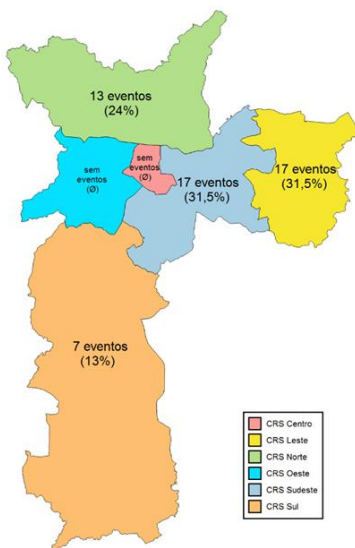 13 eventos
(24%)
sem
eventos
(Ø)
sem
eventos
(Ø)
17 eventos
(31,5%)
17 eventos
(31,5%)
7 eventos
(13%)
CRS Centro
CRS Leste
CRS Norte
CRS Oeste
CRS Sudeste
CRS Sul